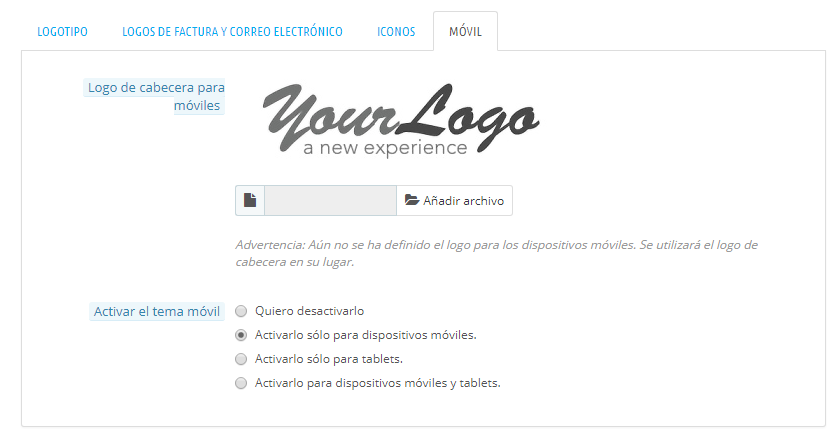 LOGOTIPO
LOGOS DE FACTURA Y CORREO ELECTRÓNICO
ICONOS
MÓVIL
Logo de cabecera para
móviles
YourLogo
a new experience
Añadir archivo
Advertencia: Aún no se ha definido el logo para los dispositivos móviles. Se utilizará el logo de
cabecera en su lugar.
Activar el tema móvil
Quiero desactivarlo
Activarlo sólo para dispositivos móviles.
Activarlo sólo para tablets.
Activarlo para dispositivos móviles y tablets.